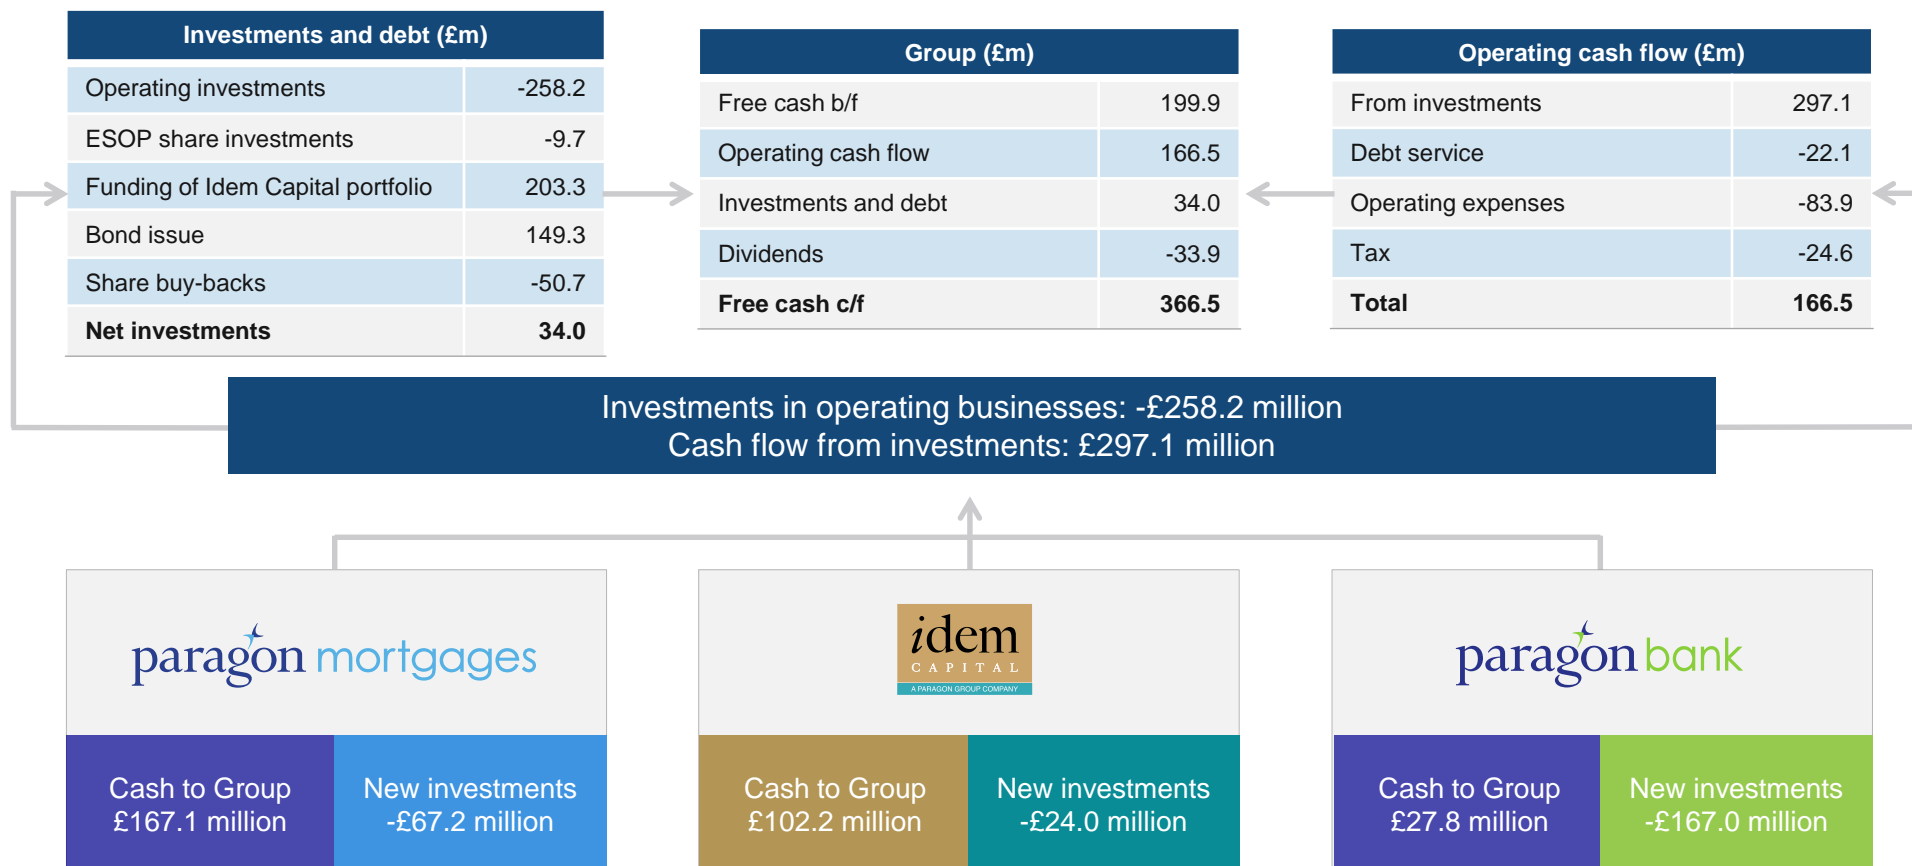 Investments and debt (£m)
Operating investments -258.2
ESOP share investments -9.7
Funding of Idem Capital portfolio 203.3
Bond issue 149.3
Share buy-backs -50.7
Net investments 34.0
Group (£m)
Free cash b/f 199.9
Operating cash flow 166.5
Investments and debt 34.0
Dividends -33.9
Free cash c/f 366.5
Operating cash flow (£m)
From investments 297.1
Debt service -22.1
Operating expenses -83.9
Tax -24.6
Total 166.5
Investments in operating businesses: -£258.2 million
Cash flow from investments: £297.1 million
paragon mortgages
Cash to Group
£167.1 million
New investments
-£67.2 million
idem
CAPITAL
A PARAGON GROUP COMPANY
Cash to Group
£102.2 million
New investments
-£24.0 million
paragon bank
Cash to Group
£27.8 million
New investments
-£167.0 million